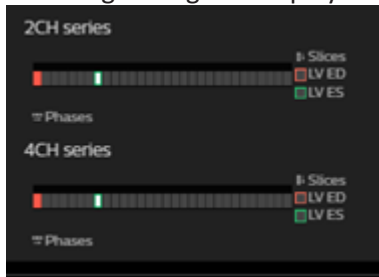 2CH series
Slices
LV ED
LV ES
Phases
4CH series
Slices
LV ED
LV ES
Phases